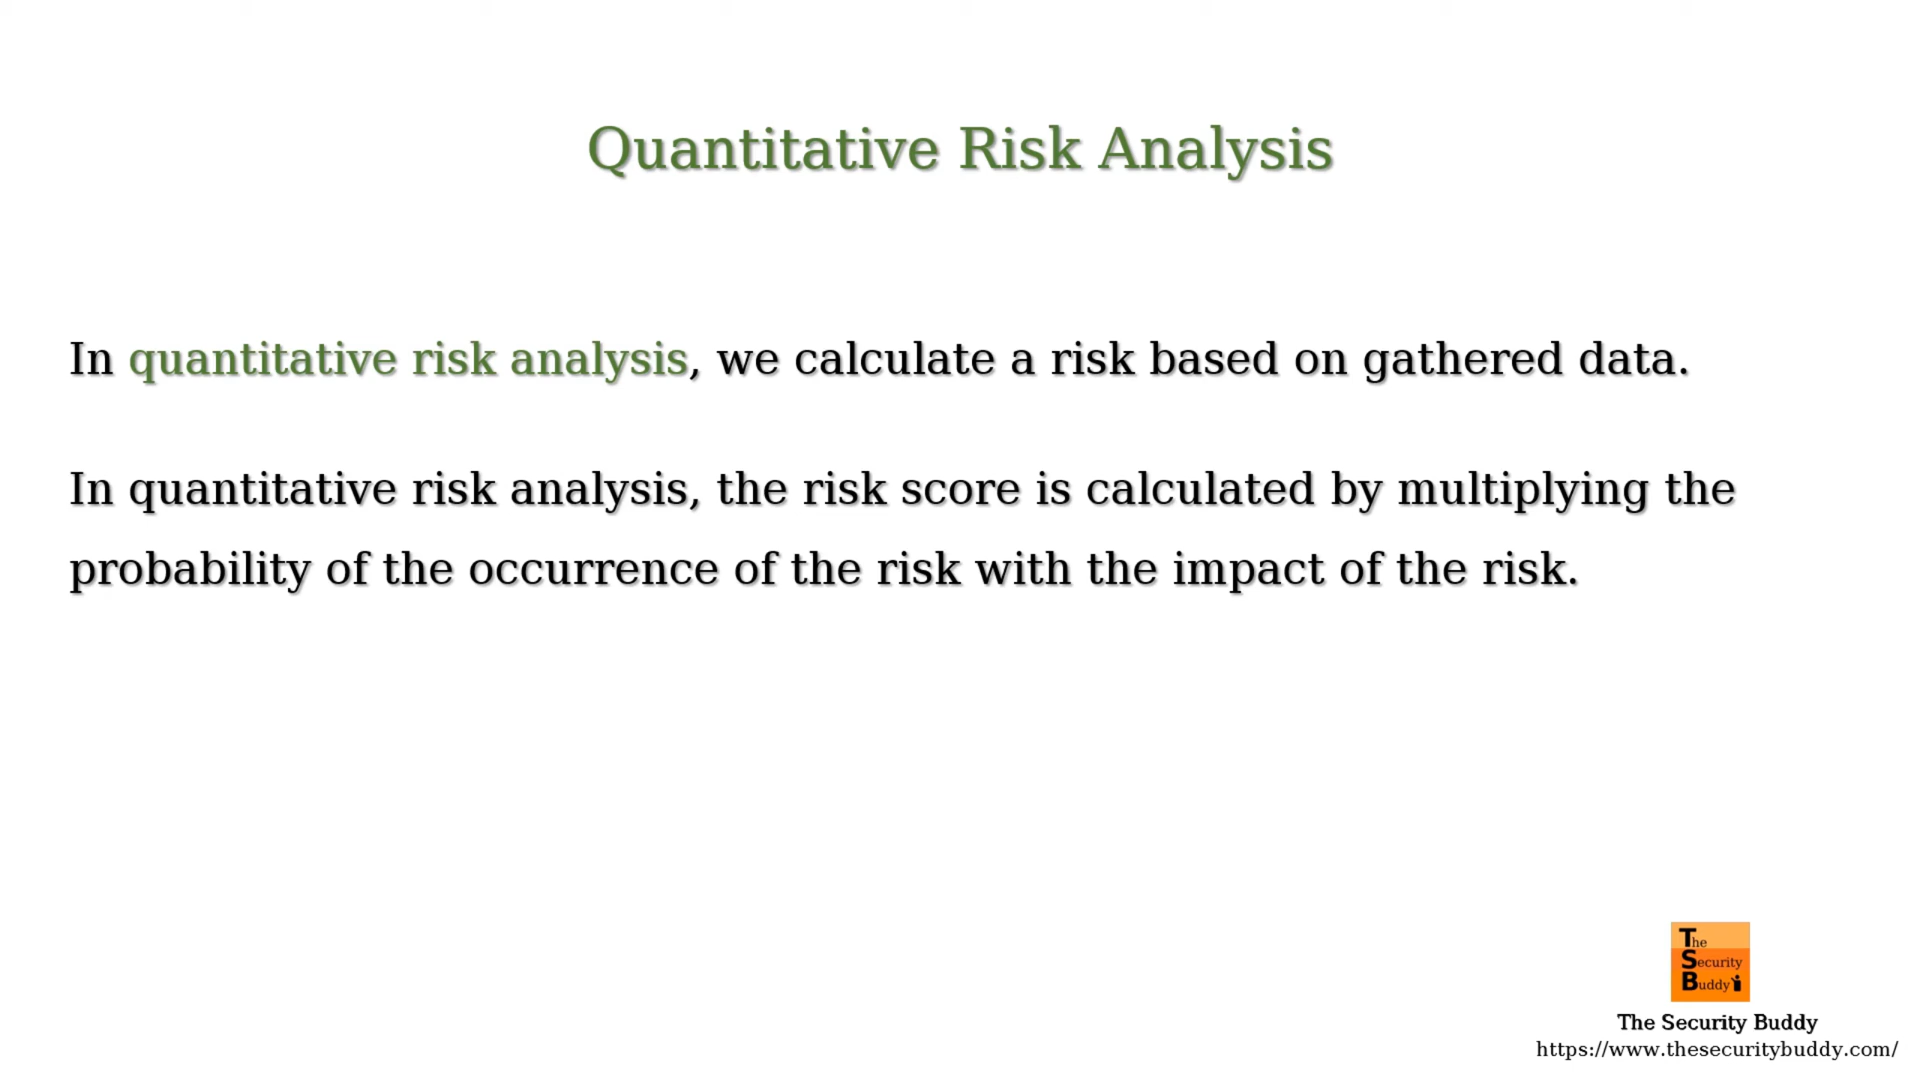 Quantitative Risk Analysis
In quantitative risk analysis, we calculate a risk based on gathered data.
In quantitative risk analysis, the risk score is calculated by multiplying the
probability of the occurrence of the risk with the impact of the risk.
The
Security
Buddy
The Security Buddy
https://www.thesecuritybuddy.com/